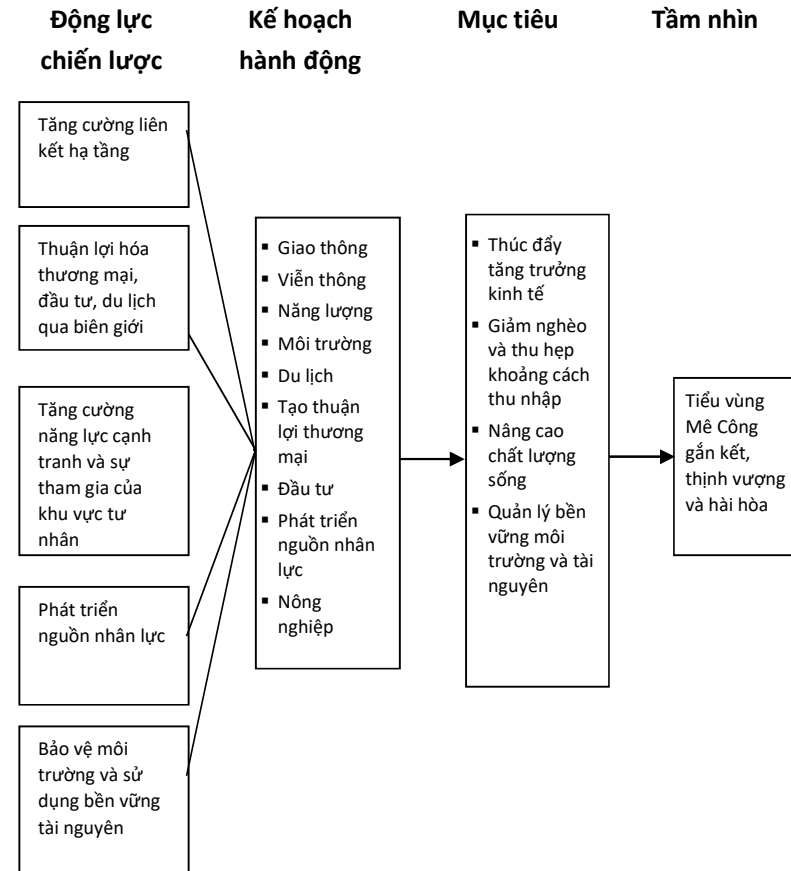 Động lực
chiến lược
Kế hoạch
hành động
Mục tiêu
Tầm nhìn
Tăng cường liên
kết hạ tầng
Thuận lợi hóa
thương mại,
đầu tư, du lịch
qua biên giới
Tăng cường
năng lực cạnh
tranh và sự
tham gia của
khu vực tư
nhân
Phát triển
nguồn nhân lực
Bảo vệ môi
trường và sử
dụng bền vững
tài nguyên
▪ Giao thông
▪ Viễn thông
▪ Năng lượng
▪ Môi trường
▪ Du lịch
▪ Tạo thuận
lợi thương
mại
▪ Đầu tư
▪ Phát triển
nguồn nhân
lực
▪ Nông
nghiệp
▪ Thúc đẩy
tăng trưởng
kinh tế
▪ Giảm nghèo
và thu hẹp
khoảng cách
thu nhập
▪ Nâng cao
chất lượng
sống
▪ Quản lý bền
vững môi
trường và tài
nguyên
Tiểu vùng
Mê Công
gắn kết,
thịnh vượng
và hài hòa